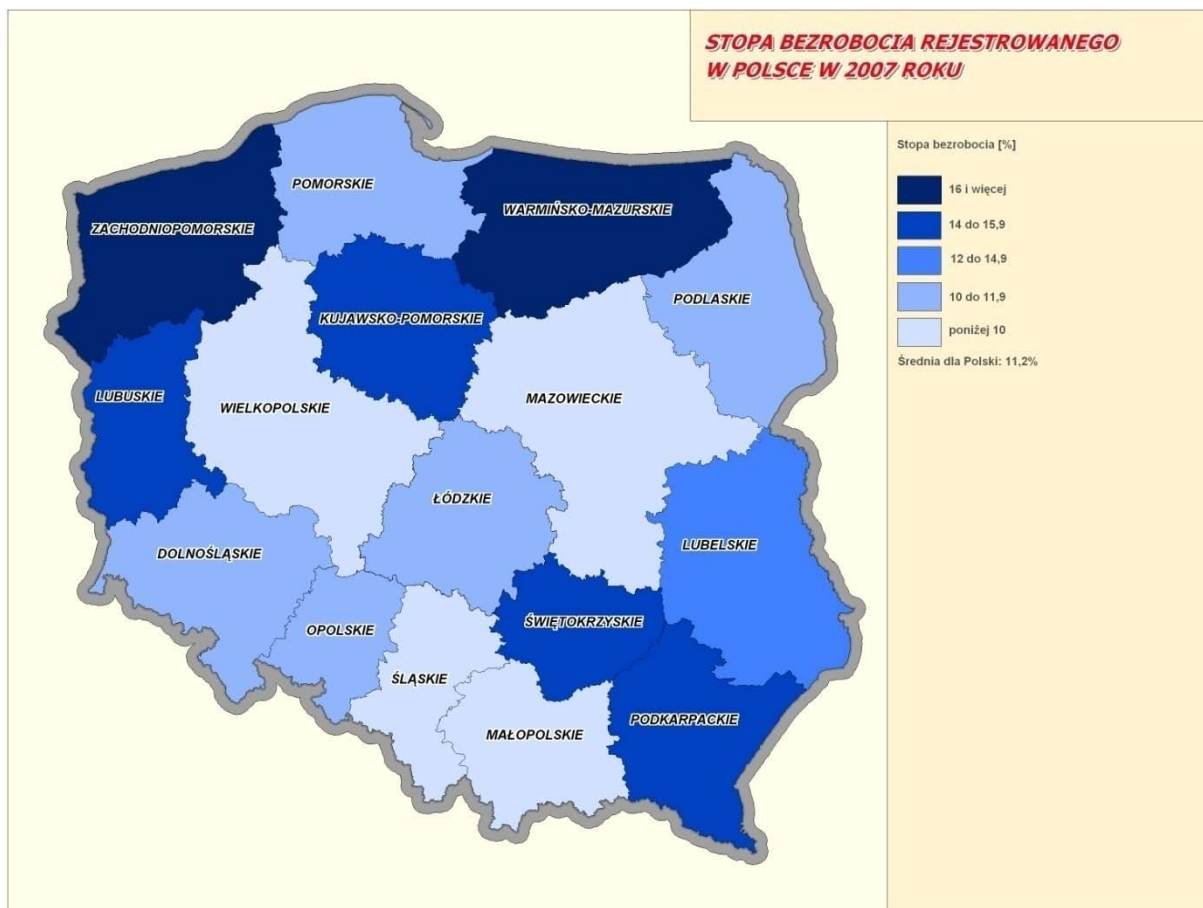 STOPA BEZROBOCIA REJESTROWANEGO
W POLSCE W 2007 ROKU
Stopa bezrobocia [%]
16 i więcej
14 do 15,9
12 do 14,9
10 do 11,9
poniżej 10
Średnia dla Polski: 11,2%
POMORSKIE
WARMIŃSKO-MAZURSKIE
ZACHODNIOPOMORSKIE
PODLASKIE
KUJAWSKO-POMORSKIE
LUBUSKIE
WIELKOPOLSKIE
MAZOWIECKIE
ŁÓDZKIE
DOLNOŚLĄSKIE
LUBELSKIE
OPOLSKIE
ŚWIĘTOKRZYSKIE
ŚLĄSKIE
PODKARPACKIE
MAŁOPOLSKIE